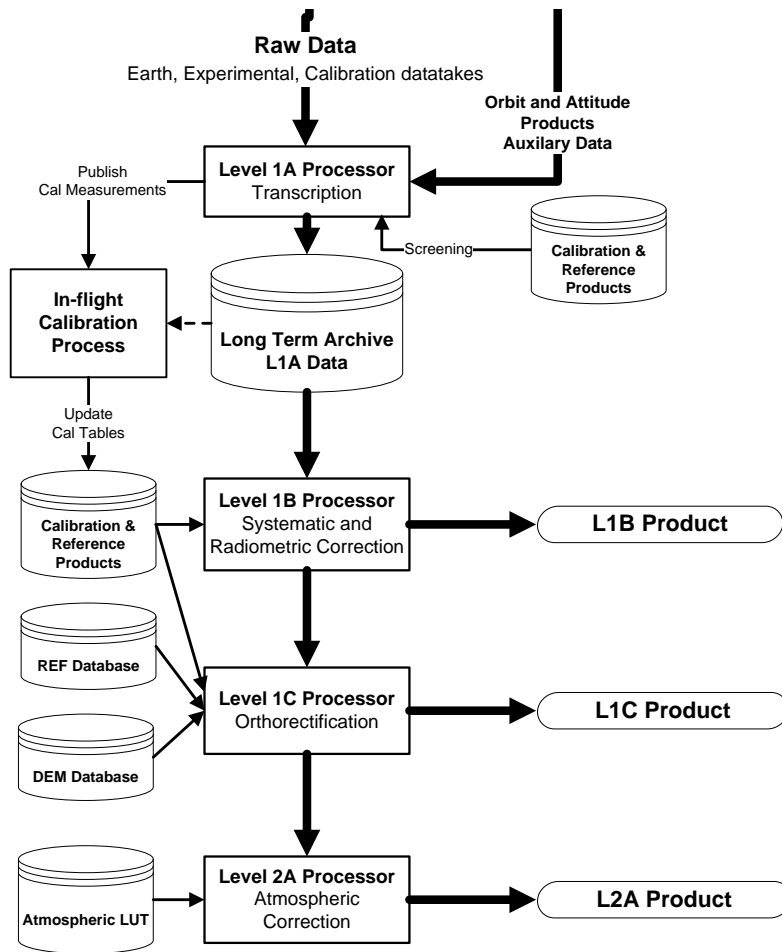 Raw Data
Earth, Experimental, Calibration datatakes
Orbit and Attitude
Products
Auxilary Data
Publish
Cal Measurements
Level 1A Processor
Transcription
Screening
Calibration &
Reference
Products
In-flight
Calibration
Process
Long Term Archive
L1A Data
Update
Cal Tables
Calibration &
Reference
Products
Level 1B Processor
Systematic and
Radiometric Correction
L1B Product
REF Database
Level 1C Processor
Orthorectification
L1C Product
DEM Database
Atmospheric LUT
Level 2A Processor
Atmospheric
Correction
L2A Product